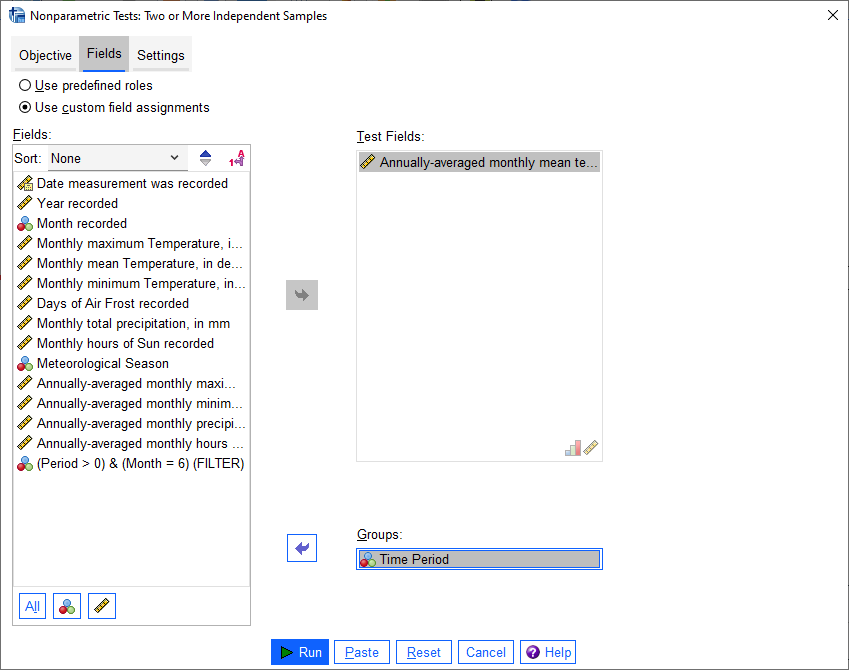 Nonparametric Tests: Two or More Independent Samples
Objective Fields Settings
Use predefined roles
Use custom field assignments
Fields:
Sort: None
Date measurement was recorded
Year recorded
Month recorded
Monthly maximum Temperature, i...
Monthly mean Temperature, in de...
Monthly minimum Temperature, in...
Days of Air Frost recorded
Monthly total precipitation, in mm
Monthly hours of Sun recorded
Meteorological Season
Annually-averaged monthly maxi...
Annually-averaged monthly minim...
Annually-averaged monthly precipi...
Annually-averaged monthly hours ...
(Period > 0) & (Month = 6) (FILTER)
All
Test Fields:
Annually-averaged monthly mean te...
Groups:
Time Period
Run Paste Reset Cancel Help